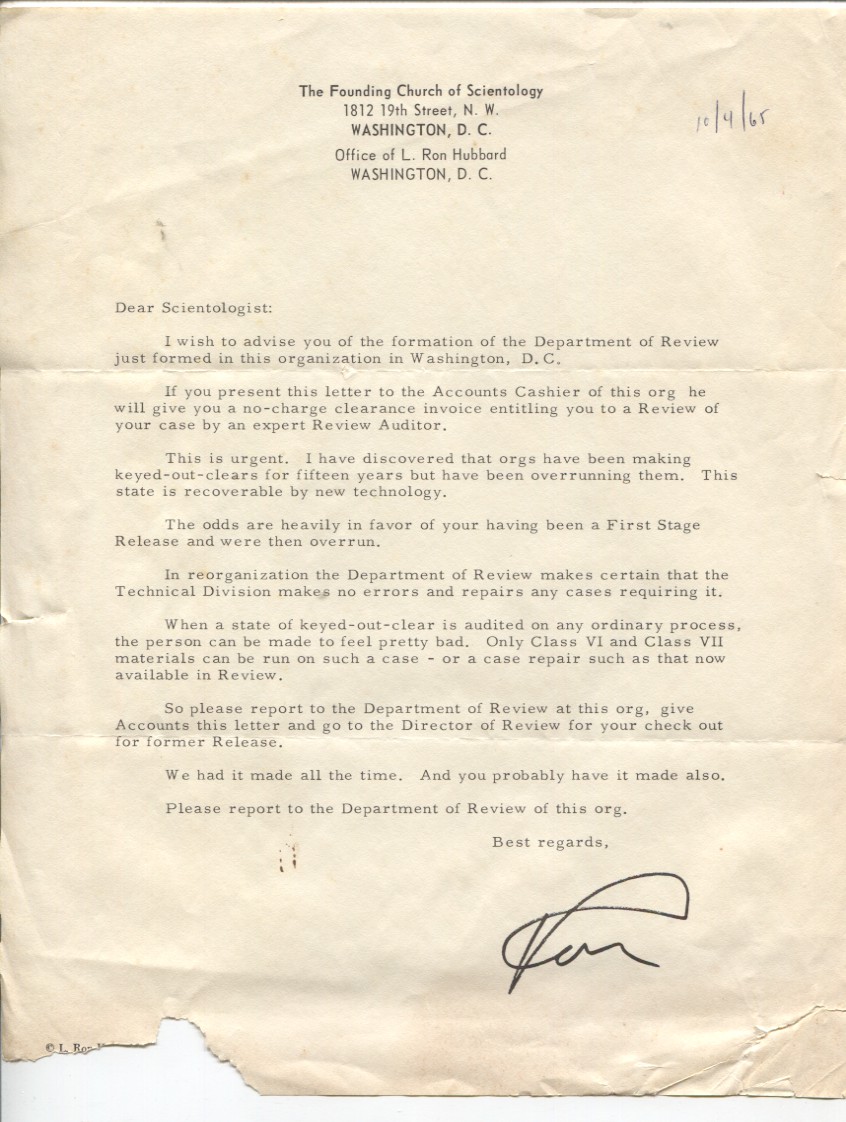 The Founding Church of Scientology
1812 19th Street, N. W.
WASHINGTON, D. C.
Office of L. Ron Hubbard
WASHINGTON, D. C.
10/4/65
Dear Scientologist:
I wish to advise you of the formation of the Department of Review
just formed in this organization in Washington, D.C.
If you present this letter to the Accounts Cashier of this org he
will give you a no-charge clearance invoice entitling you to a Review of
your case by an expert Review Auditor.
This is urgent. I have discovered that orgs have been making
keyed-out-clears for fifteen years but have been overrunning them. This
state is recoverable by new technology.
The odds are heavily in favor of your having been a First Stage
Release and were then overrun.
In reorganization the Department of Review makes certain that the
Technical Division makes no errors and repairs any cases requiring it.
When a state of keyed-out-clear is audited on any ordinary process,
the person can be made to feel pretty bad. Only Class VI and Class VII
materials can be run on such a case - or a case repair such as that now
available in Review.
So please report to the Department of Review at this org, give
Accounts this letter and go to the Director of Review for your check out
for former Release.
We had it made all the time. And you probably have it made also.
Please report to the Department of Review of this org.
Best regards,
Ron
© L. Ron